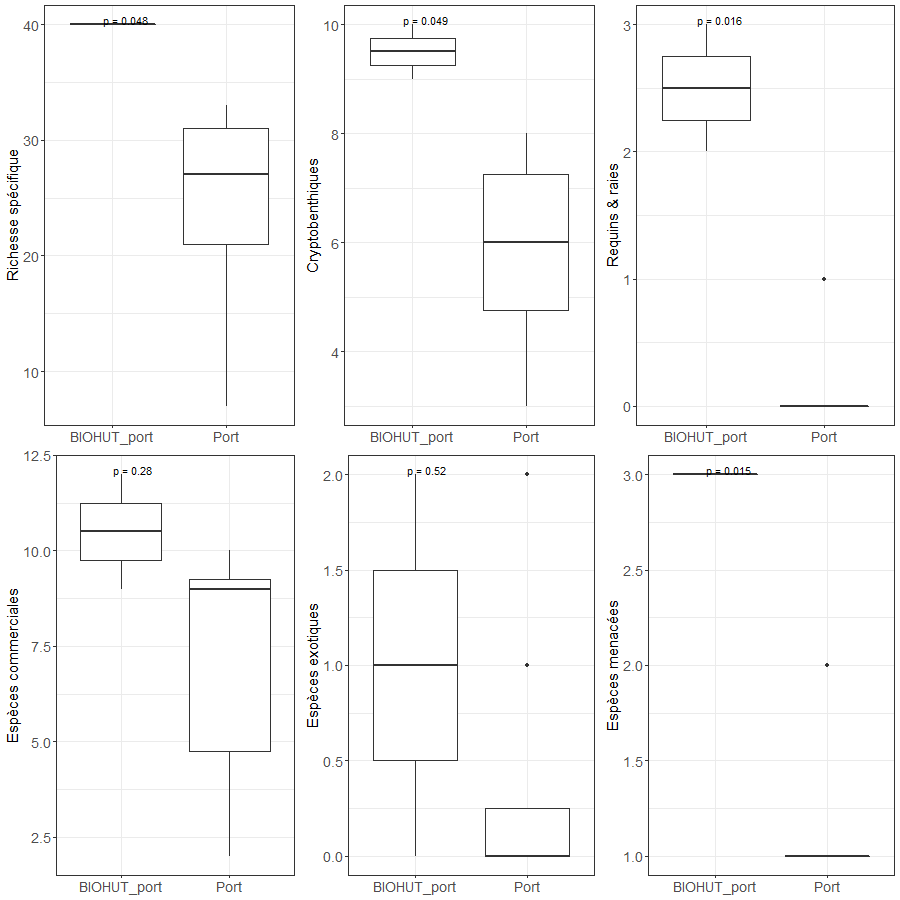 Richesse spécifique
40
30
20
10
p = 0.048
BIOHUT_port
Port
Cryptobenthiques
10
8
6
4
p = 0.049
BIOHUT_port
Port
Requins & raies
3
2
1
0
p = 0.016
BIOHUT_port
Port
Espèces commerciales
12.5
10.0
7.5
5.0
2.5
p = 0.28
BIOHUT_port
Port
Espèces exotiques
2.0
1.5
1.0
0.5
0.0
p = 0.52
BIOHUT_port
Port
Espèces menacées
3.0
2.5
2.0
1.5
1.0
p = 0.015
BIOHUT_port
Port